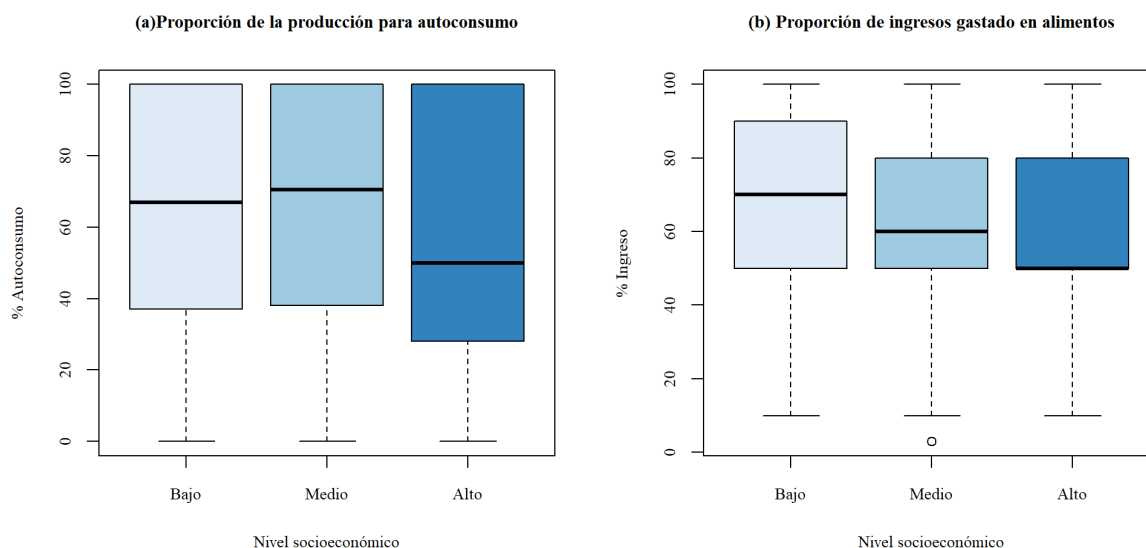 (a)Proporción de la producción para autoconsumo
% Autoconsumo
100
80
60
40
20
0
Bajo Medio Alto
Nivel socioeconómico
(b) Proporción de ingresos gastado en alimentos
% Ingreso
100
80
60
40
20
0
Bajo Medio Alto
Nivel socioeconómico